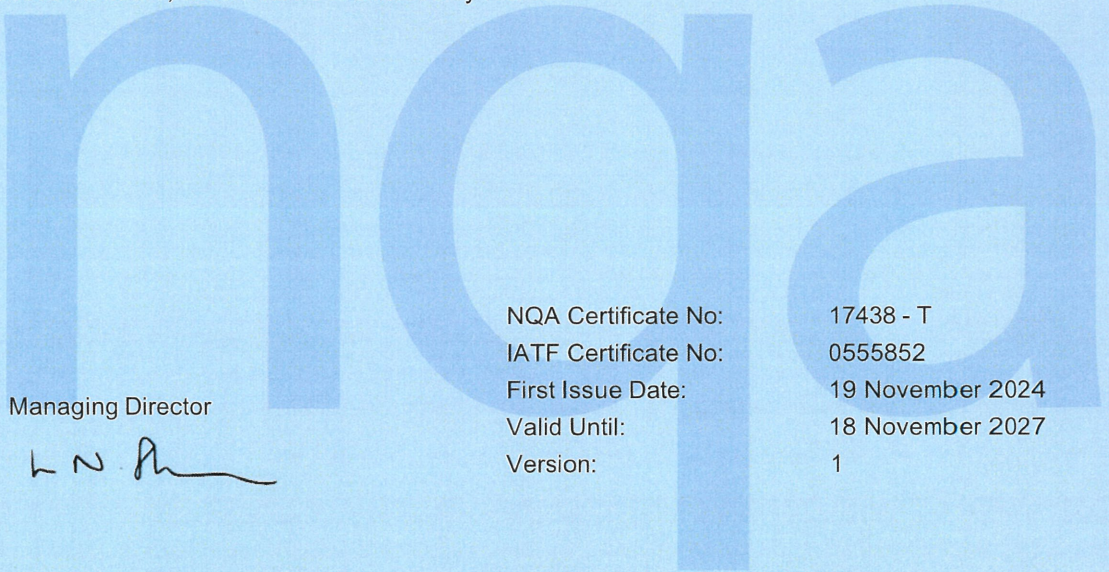 nqa
NQA Certificate No: 17438 - T
IATF Certificate No: 0555852
First Issue Date: 19 November 2024
Valid Until: 18 November 2027
Version: 1
Managing Director
L N